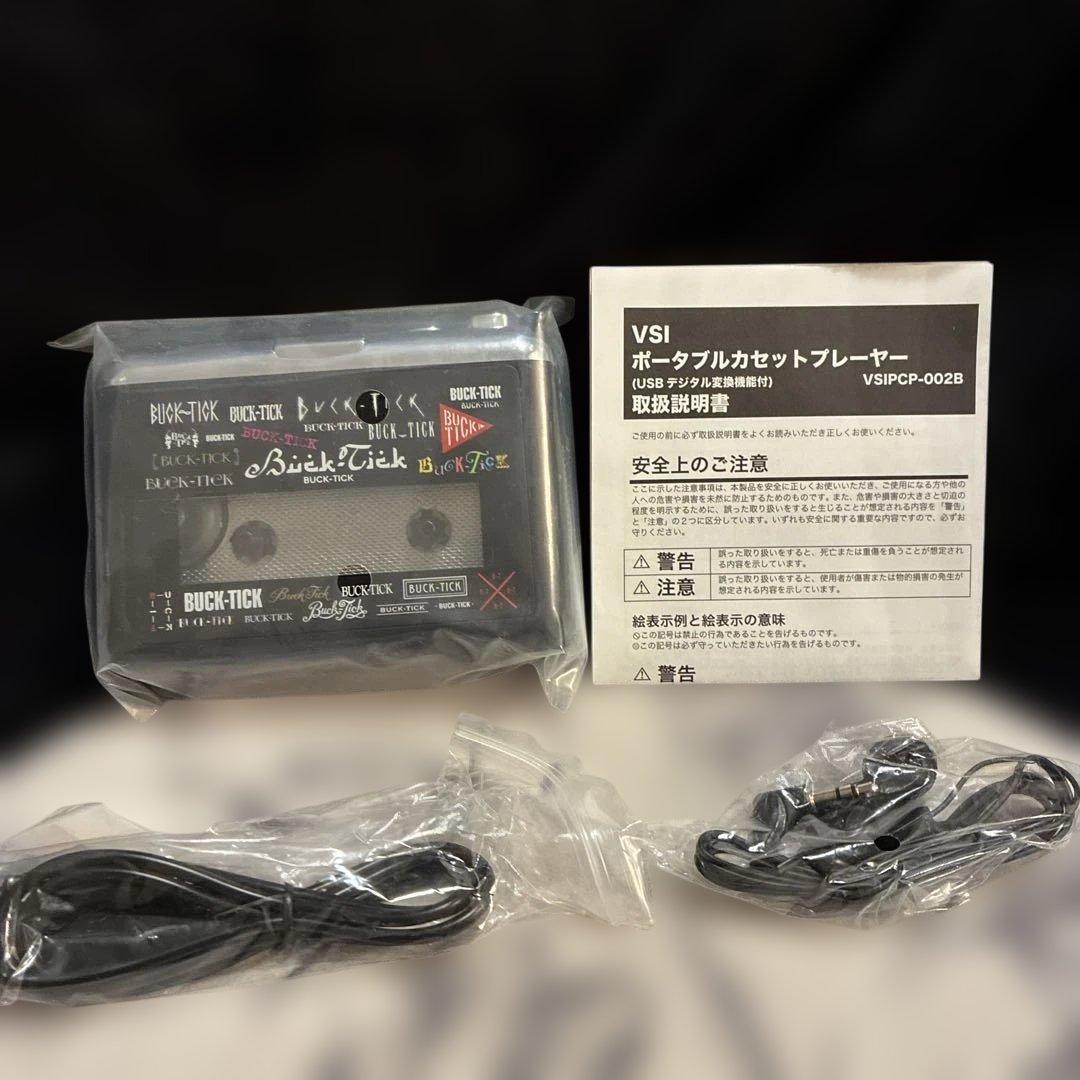 BUCK-TICK
BUCK-TICK
BUCK-TICK
BUCK-TICK
BUCK-TICK
BUCK-TICK
BUCK-TICK
BUCK-TICK
BUCK-TICK
BUCK-TICK
BUCK TICK
[BUCK-TICK]
Buck-Tick
BUCK-TICK
BUCK-TICK
BUCK-TICK
BUCK-TICK
Buck-Tick
BUCK-TICK
BUCK-TICK
BUCK-TICK
BUCK-TICK
Buck-Tick
BUCK-TICK
·BUCK-TICK·
VSI
ポータブルカセットプレーヤー
(USB デジタル変換機能付) VSIPCP-002B
取扱説明書
ご使用の前に必ず取扱説明書をよくお読みいただき正しくお使いください。
安全上のご注意
ここに示した注意事項は、本製品を安全に正しくお使いいただき、ご使用になる方や他の
人への危害や損害を未然に防止するためのものです。また、危害や損害の大きさと切迫の
程度を明示するために、誤った取り扱いをすると生じることが想定される内容を「警告」
と「注意」の2つに区分しています。いずれも安全に関する重要な内容ですので、必ずお
守りください。
⚠ 警告 誤った取り扱いをすると、死亡または重傷を負うことが想定され
る内容を示しています。
⚠ 注意 誤った取り扱いをすると、使用者が傷害または物的損害の発生が
想定される内容を示しています。
絵表示例と絵表示の意味
🚫この記号は禁止の行為であることを告げるものです。
この記号は必ず守っていただきたい行為を告げるものです。
⚠ 警告